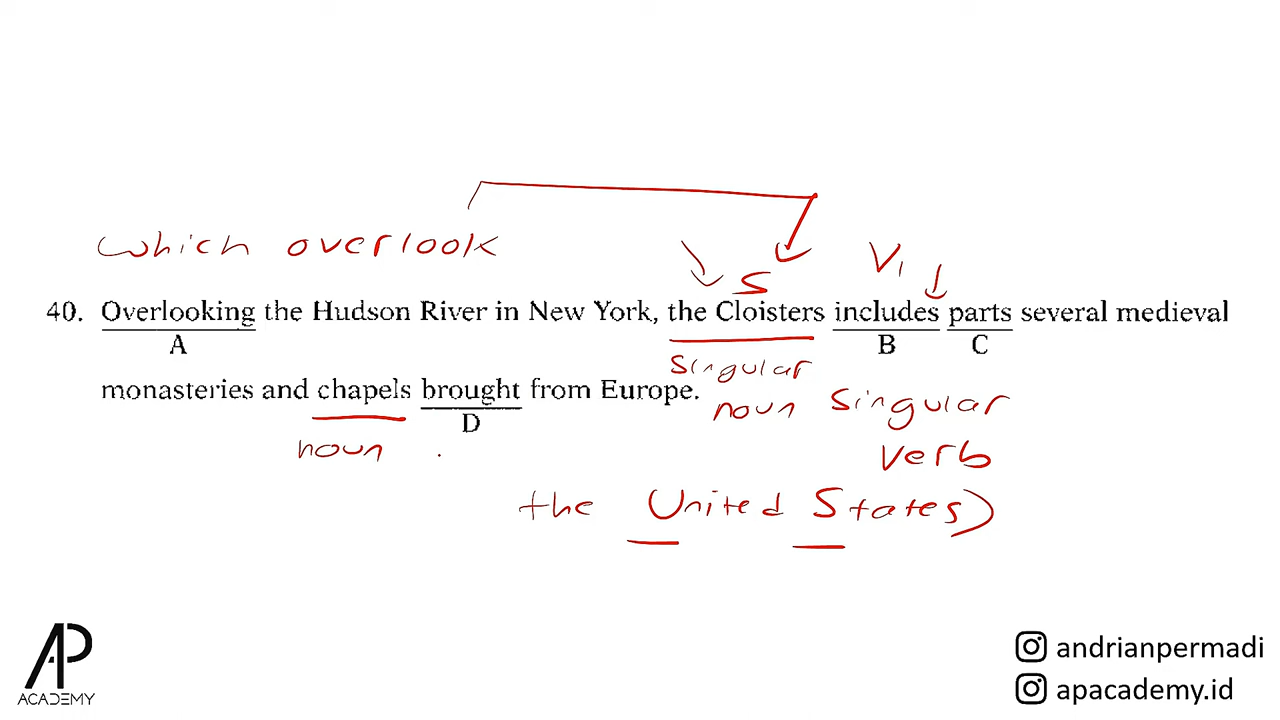 which overlook
S
V1
40. Overlooking the Hudson River in New York, the Cloisters includes parts several medieval
A
B
C
singular
monasteries and chapels brought from Europe.
noun
singular
D
noun
verb
the United States)
AP
ACADEMY
andrianpermadi
apacademy.id